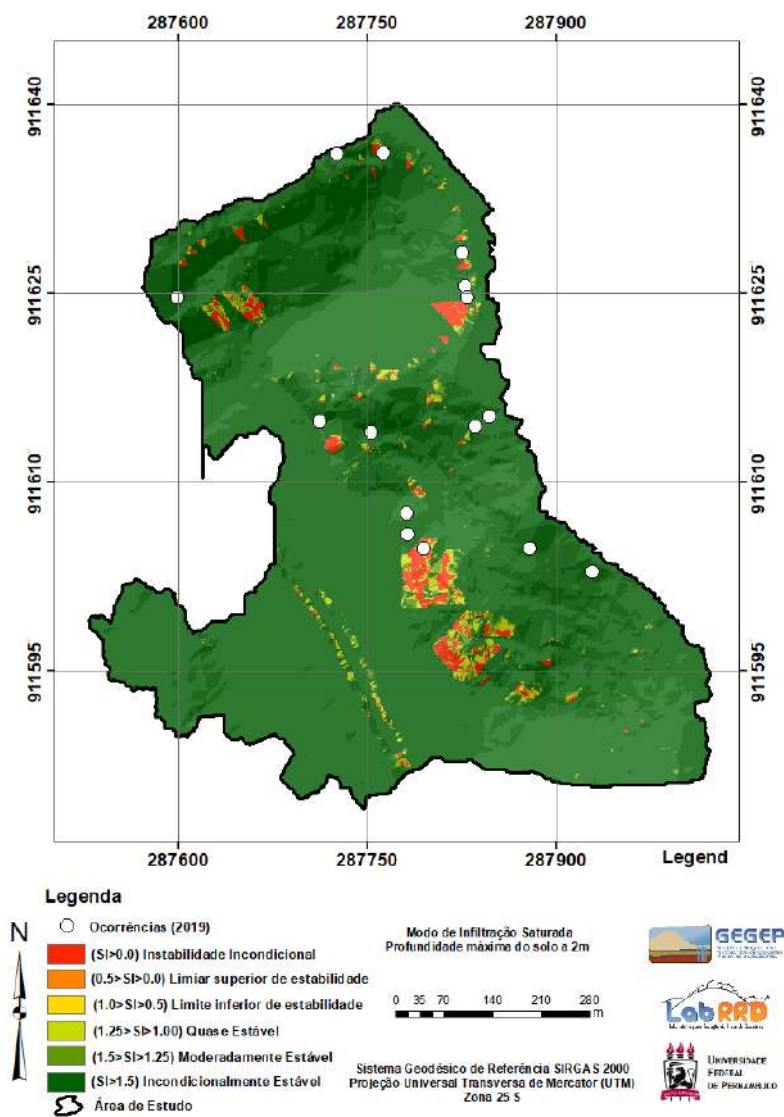 287600 287750 287900
911640 911640
911625 911625
911610 911610
911595 911595
287600 287750 287900
Legend
Legenda
N
Ocorrências (2019)
(SI>0.0) Instabilidade Incondicional
(0.5>SI>0.0) Limiar superior de estabilidade
(1.0>SI>0.5) Limite inferior de estabilidade
(1.25>SI>1.00) Quase Estável
(1.5>SI>1.25) Moderadamente Estável
(SI>1.5) Incondicionalmente Estável
Área de Estudo
Modo de Infiltração Saturada
Profundidade máxima do solo a 2m
0 35 70 140 210 280
m
Sistema Geodésico de Referência SIRGAS 2000
Projeção Universal Transversa de Mercator (UTM)
Zona 25 S
GEGEP
LabRRD
UNIVERSIDADE
FEDERAL
DE PERNAMBUCO